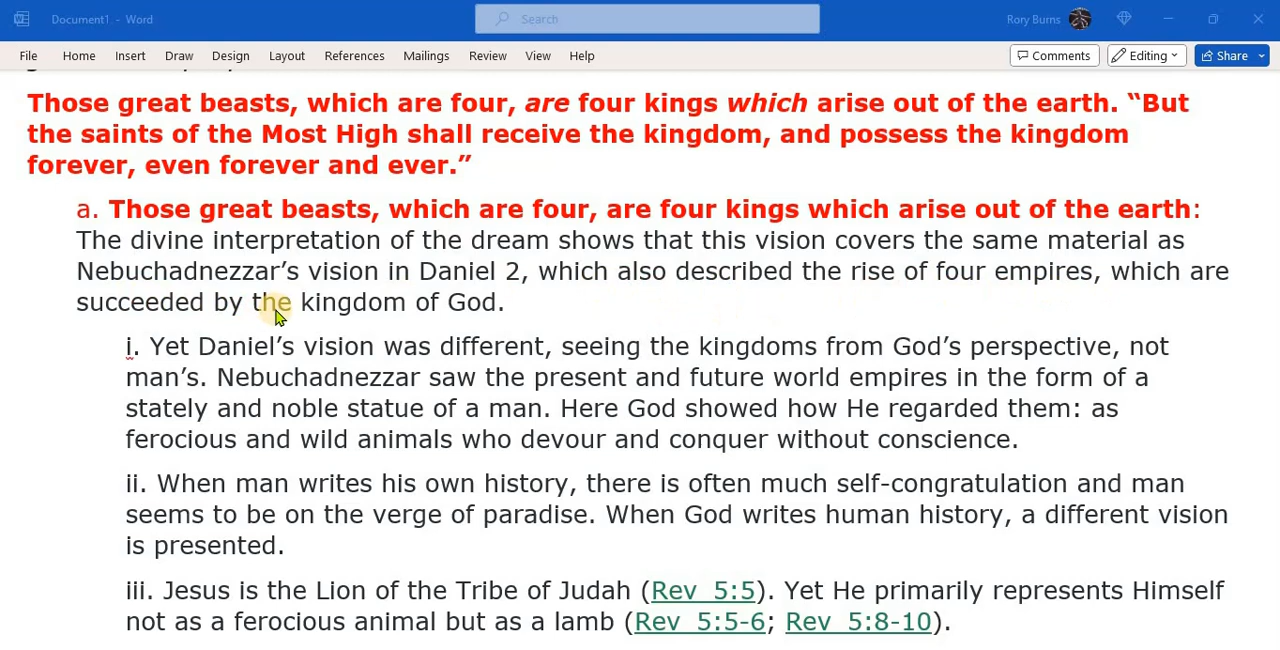 Document1 - Word
Search
Rory Burns
File Home Insert Draw Design Layout References Mailings Review View Help
Comments Editing Share
Those great beasts, which are four, are four kings which arise out of the earth. “But
the saints of the Most High shall receive the kingdom, and possess the kingdom
forever, even forever and ever.”
a. Those great beasts, which are four, are four kings which arise out of the earth:
The divine interpretation of the dream shows that this vision covers the same material as
Nebuchadnezzar’s vision in Daniel 2, which also described the rise of four empires, which are
succeeded by the kingdom of God.
i. Yet Daniel’s vision was different, seeing the kingdoms from God’s perspective, not
man’s. Nebuchadnezzar saw the present and future world empires in the form of a
stately and noble statue of a man. Here God showed how He regarded them: as
ferocious and wild animals who devour and conquer without conscience.
ii. When man writes his own history, there is often much self-congratulation and man
seems to be on the verge of paradise. When God writes human history, a different vision
is presented.
iii. Jesus is the Lion of the Tribe of Judah (Rev 5:5). Yet He primarily represents Himself
not as a ferocious animal but as a lamb (Rev 5:5-6; Rev 5:8-10).